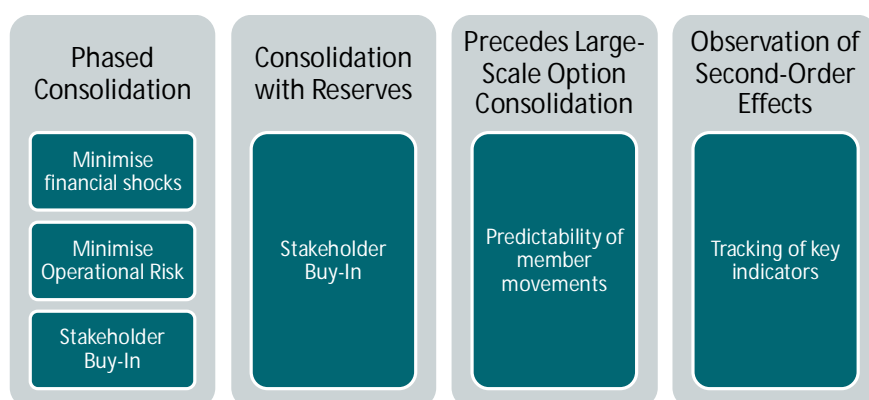 Phased
Consolidation
Minimise
financial shocks
Minimise
Operational Risk
Stakeholder
Buy-In
Consolidation
with Reserves
Stakeholder
Buy-In
Precedes Large-
Scale Option
Consolidation
Predictability of
member
movements
Observation of
Second-Order
Effects
Tracking of key
indicators